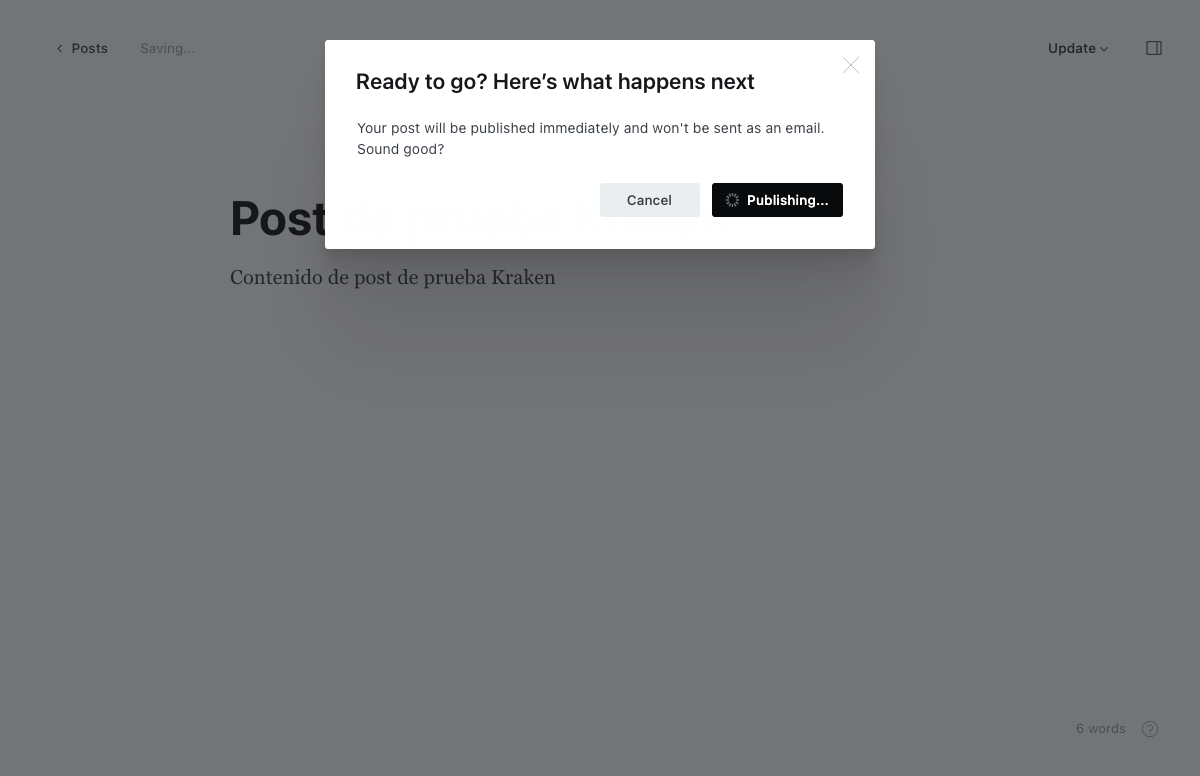 Posts
Saving...
Update
Ready to go? Here's what happens next
Your post will be published immediately and won't be sent as an email.
Sound good?
Cancel
Publishing...
Post
Contenido de post de prueba Kraken
6 words
?